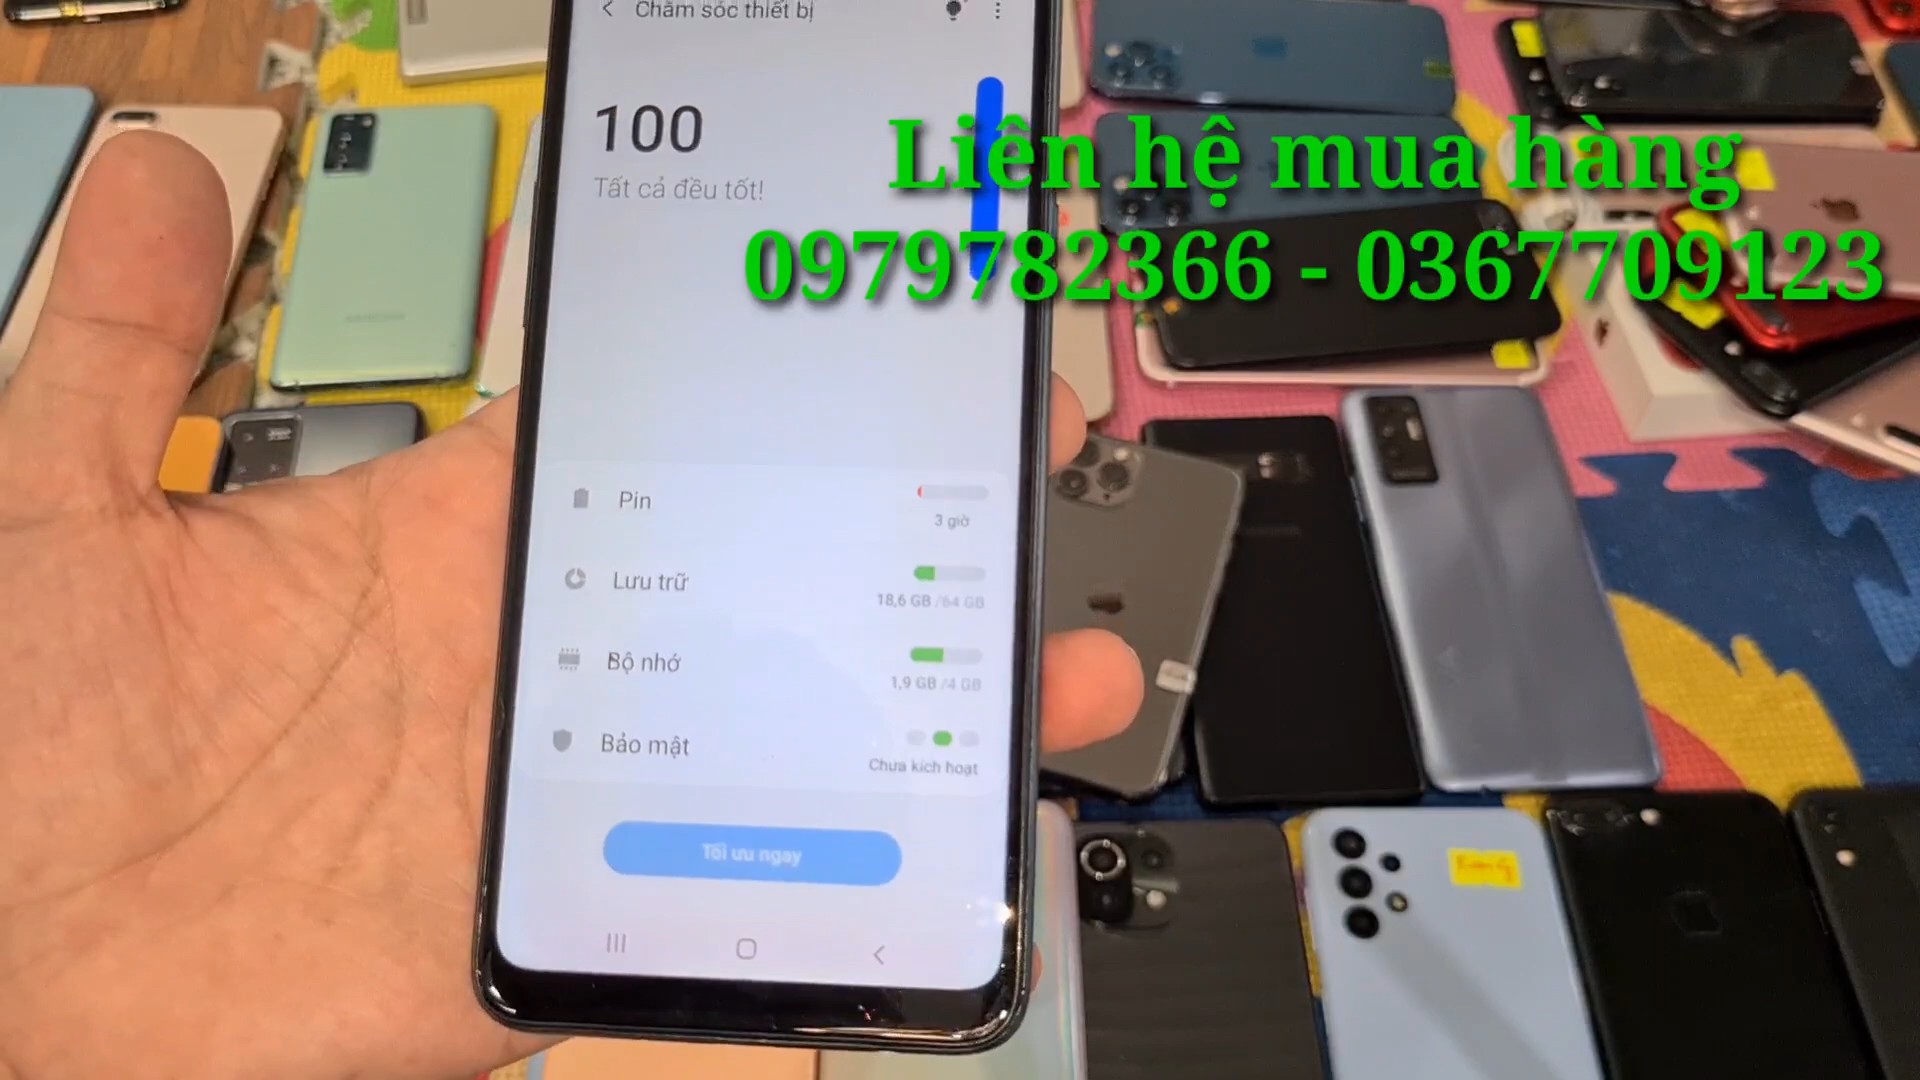 Chăm sóc thiết bị
100
Tất cả đều tốt!
Liên hệ mua hàng
0979782366 - 0367709123
Pin
3 giờ
Lưu trữ
18,6 GB /64 GB
Bộ nhớ
1,9 GB /4 GB
Bảo mật
Chưa kích hoạt
Tối ưu ngay
SAMSUNG